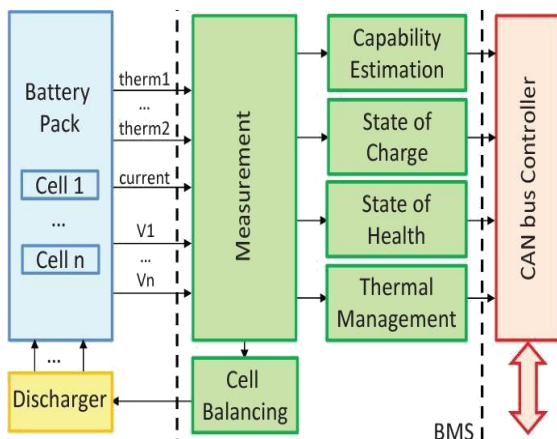 Battery
Pack
Cell 1
...
Cell n
therm1
...
therm2
current
V1
...
Vn
Measurement
Capability
Estimation
State of
Charge
State of
Health
Thermal
Management
CAN bus Controller
...
Discharger
Cell
Balancing
BMS